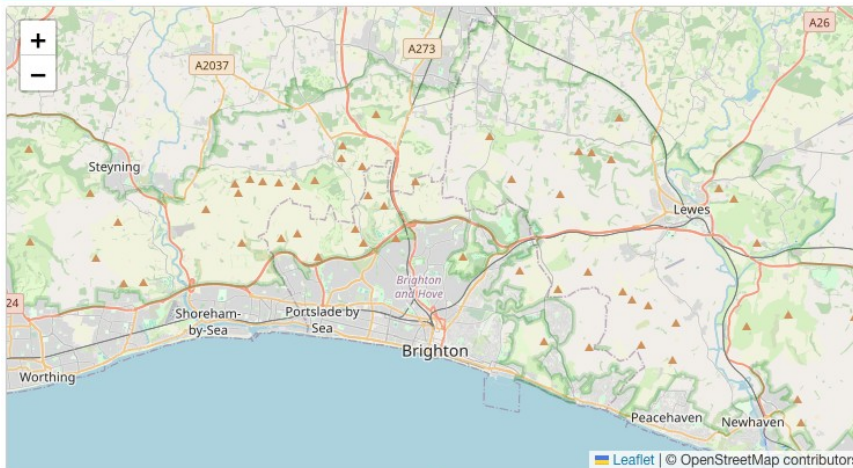 +
A26
A273
−
A2037
Steyning
Lewes
Brighton
and Hove
24
Shoreham-
by-Sea
Portslade by
Sea
Brighton
Worthing
Peacehaven
Newhaven
Leaflet | © OpenStreetMap contributors